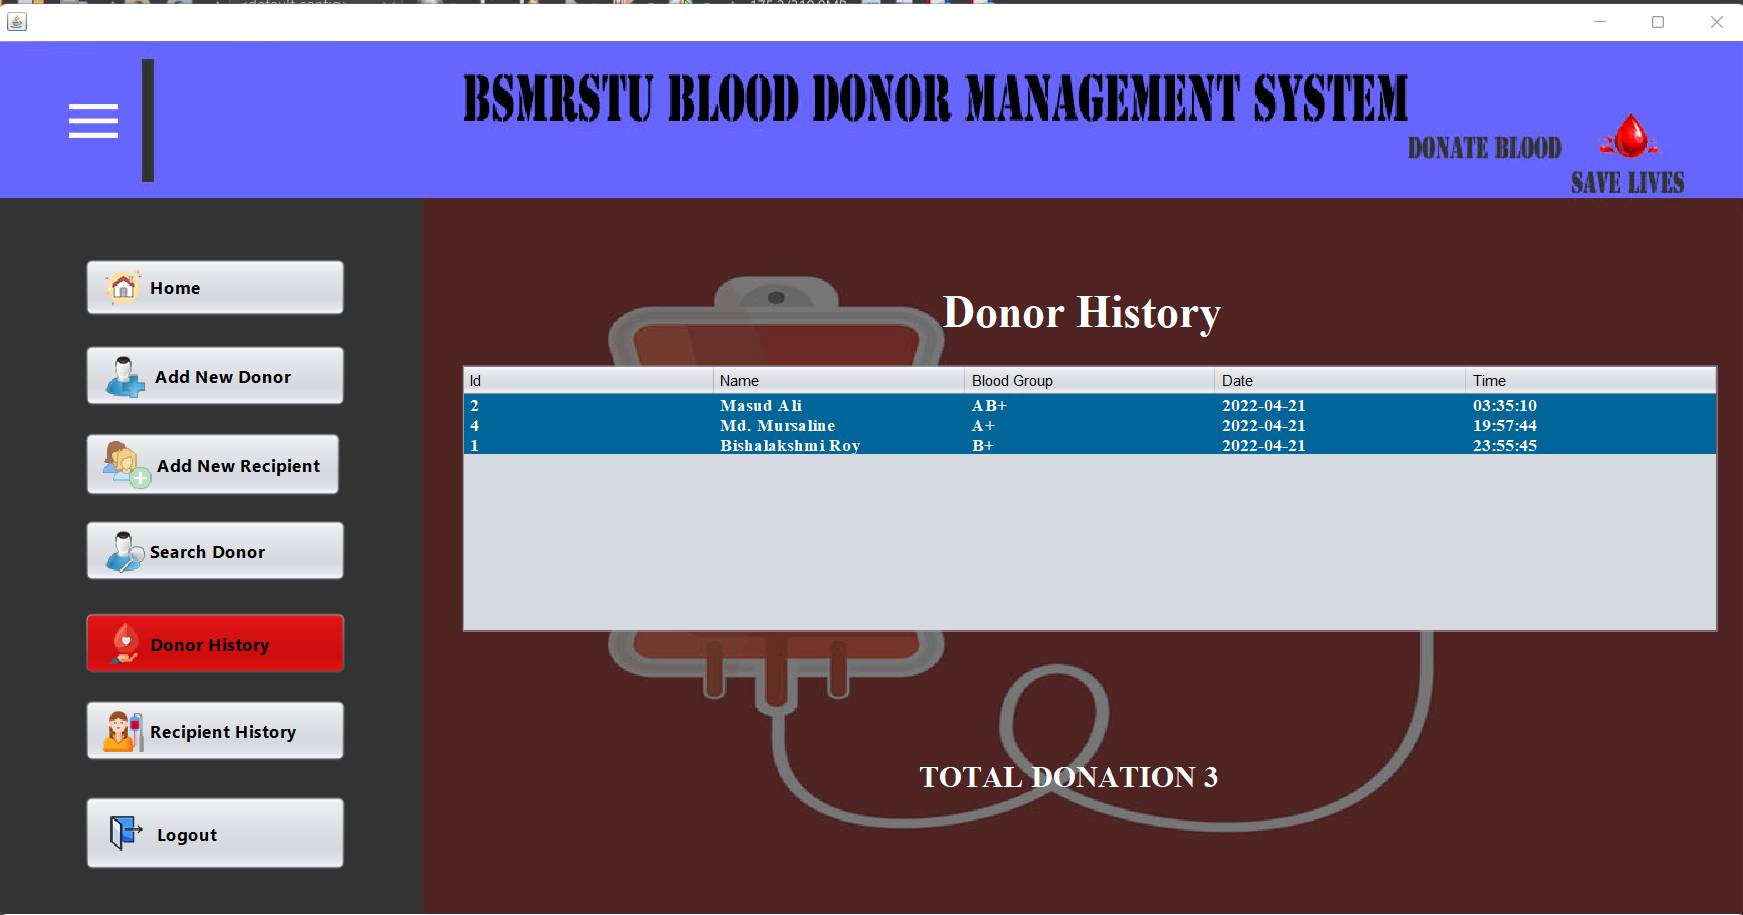 BSMRSTU BLOOD DONOR MANAGEMENT SYSTEM
DONATE BLOOD
SAVE LIVES
Home
Add New Donor
Add New Recipient
Search Donor
Donor History
Recipient History
Logout
Donor History
Id Name Blood Group Date Time
2 Masud Ali AB+ 2022-04-21 03:35:10
4 Md. Mursaline A+ 2022-04-21 19:57:44
1 Bishalakshmi Roy B+ 2022-04-21 23:55:45
TOTAL DONATION 3